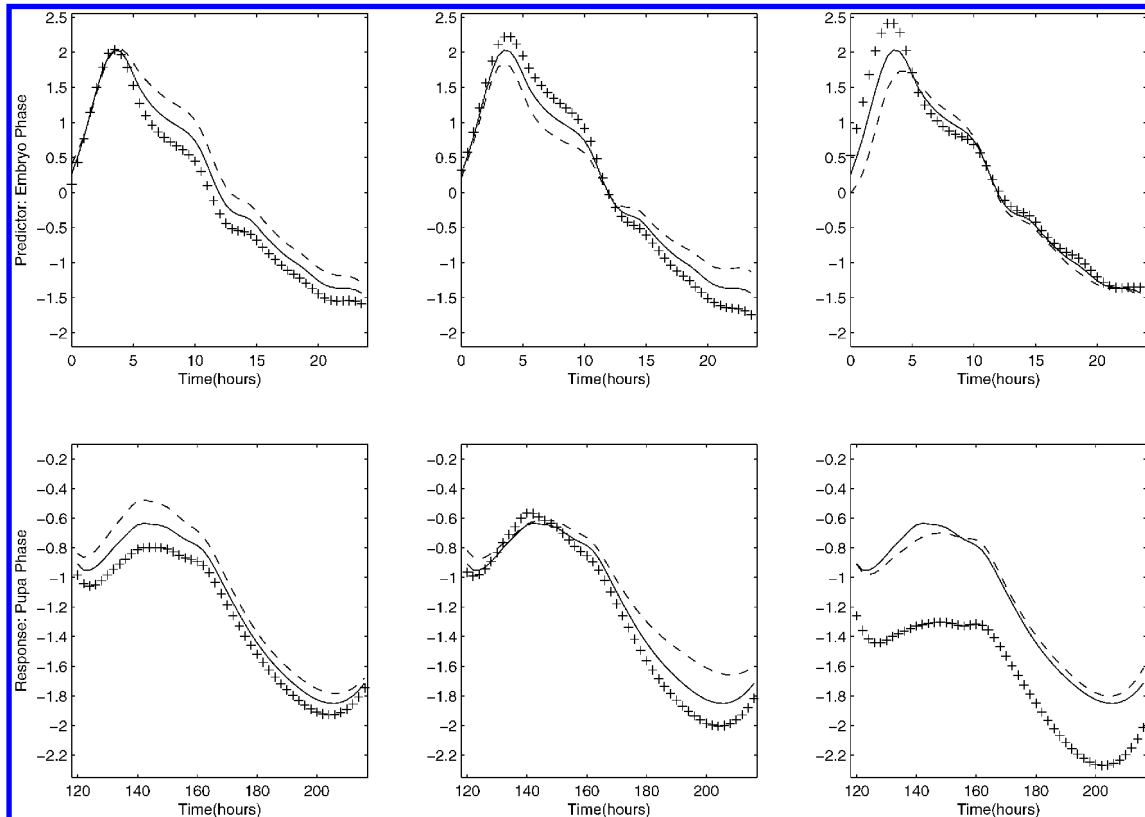 Predictor: Embryo Phase
2.5 2.5 2.5
2 2 2
1.5 1.5 1.5
1 1 1
0.5 0.5 0.5
0 0 0
−0.5 −0.5 −0.5
−1 −1 −1
−1.5 −1.5 −1.5
−2 −2 −2
0 5 10 15 20 0 5 10 15 20 0 5 10 15 20
Time(hours) Time(hours) Time(hours)
Response: Pupa Phase
−0.2 −0.2 −0.2
−0.4 −0.4 −0.4
−0.6 −0.6 −0.6
−0.8 −0.8 −0.8
−1 −1 −1
−1.2 −1.2 −1.2
−1.4 −1.4 −1.4
−1.6 −1.6 −1.6
−1.8 −1.8 −1.8
−2 −2 −2
−2.2 −2.2 −2.2
120 140 160 180 200 120 140 160 180 200 120 140 160 180 200
Time(hours) Time(hours) Time(hours)